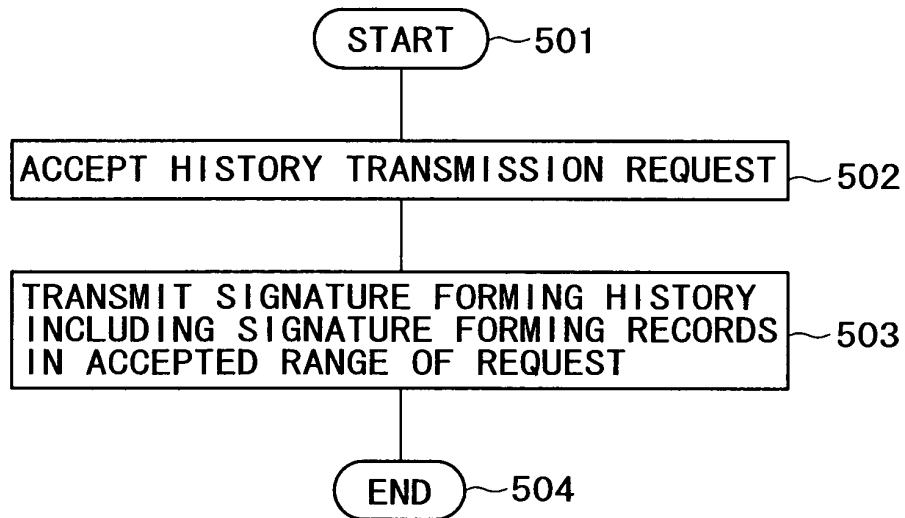 START 501
ACCEPT HISTORY TRANSMISSION REQUEST 502
TRANSMIT SIGNATURE FORMING HISTORY
INCLUDING SIGNATURE FORMING RECORDS 503
IN ACCEPTED RANGE OF REQUEST
END 504